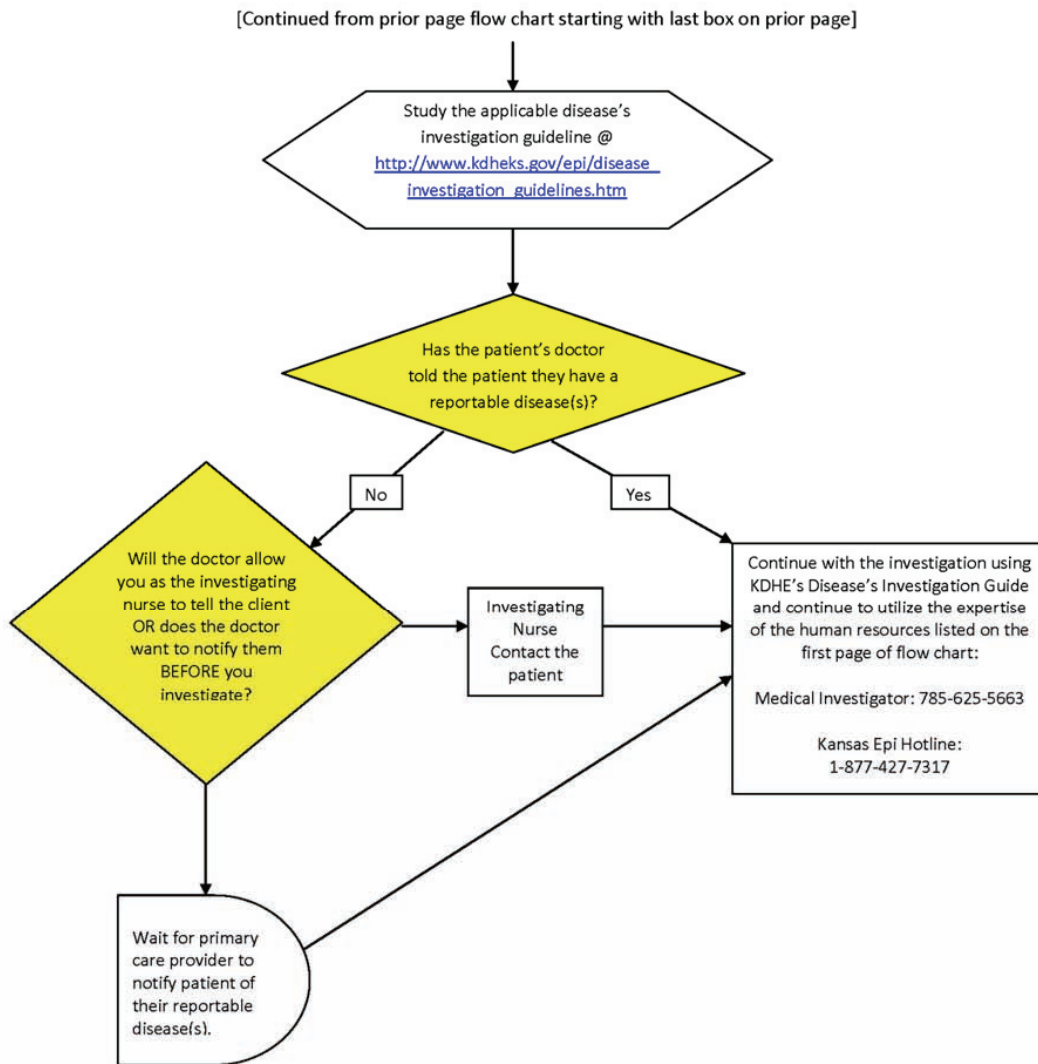 [Continued from prior page flow chart starting with last box on prior page]
Study the applicable disease's
investigation guideline @
http://www.kdheks.gov/epi/disease_
investigation_guidelines.htm
Has the patient's doctor
told the patient they have a
reportable disease(s)?
No
Yes
Will the doctor allow
you as the investigating
nurse to tell the client
OR does the doctor
want to notify them
BEFORE you
investigate?
Investigating
Nurse
Contact the
patient
Continue with the investigation using
KDHE's Disease's Investigation Guide
and continue to utilize the expertise
of the human resources listed on the
first page of flow chart:
Medical Investigator: 785-625-5663
Kansas Epi Hotline:
1-877-427-7317
Wait for primary
care provider to
notify patient of
their reportable
disease(s).